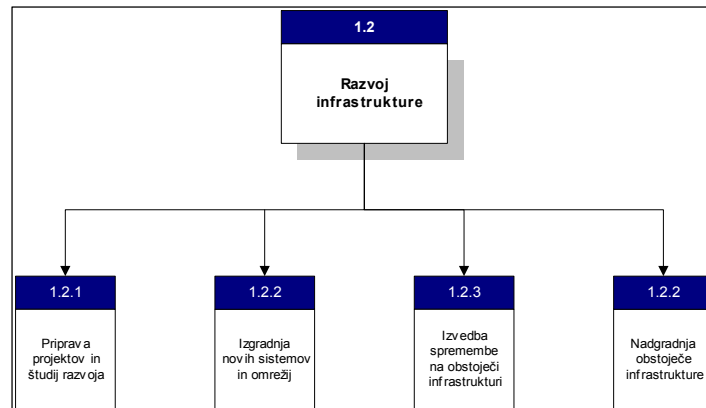 1.2
Razvoj
infrastrukture
1.2.1
Priprava
projektov in
študij razvoja
1.2.2
Izgradnja
novih sistemov
in omrežij
1.2.3
Izvedba
spremembe
na obstoječi
infrastrukturi
1.2.2
Nadgradnja
obstoječe
infrastrukture